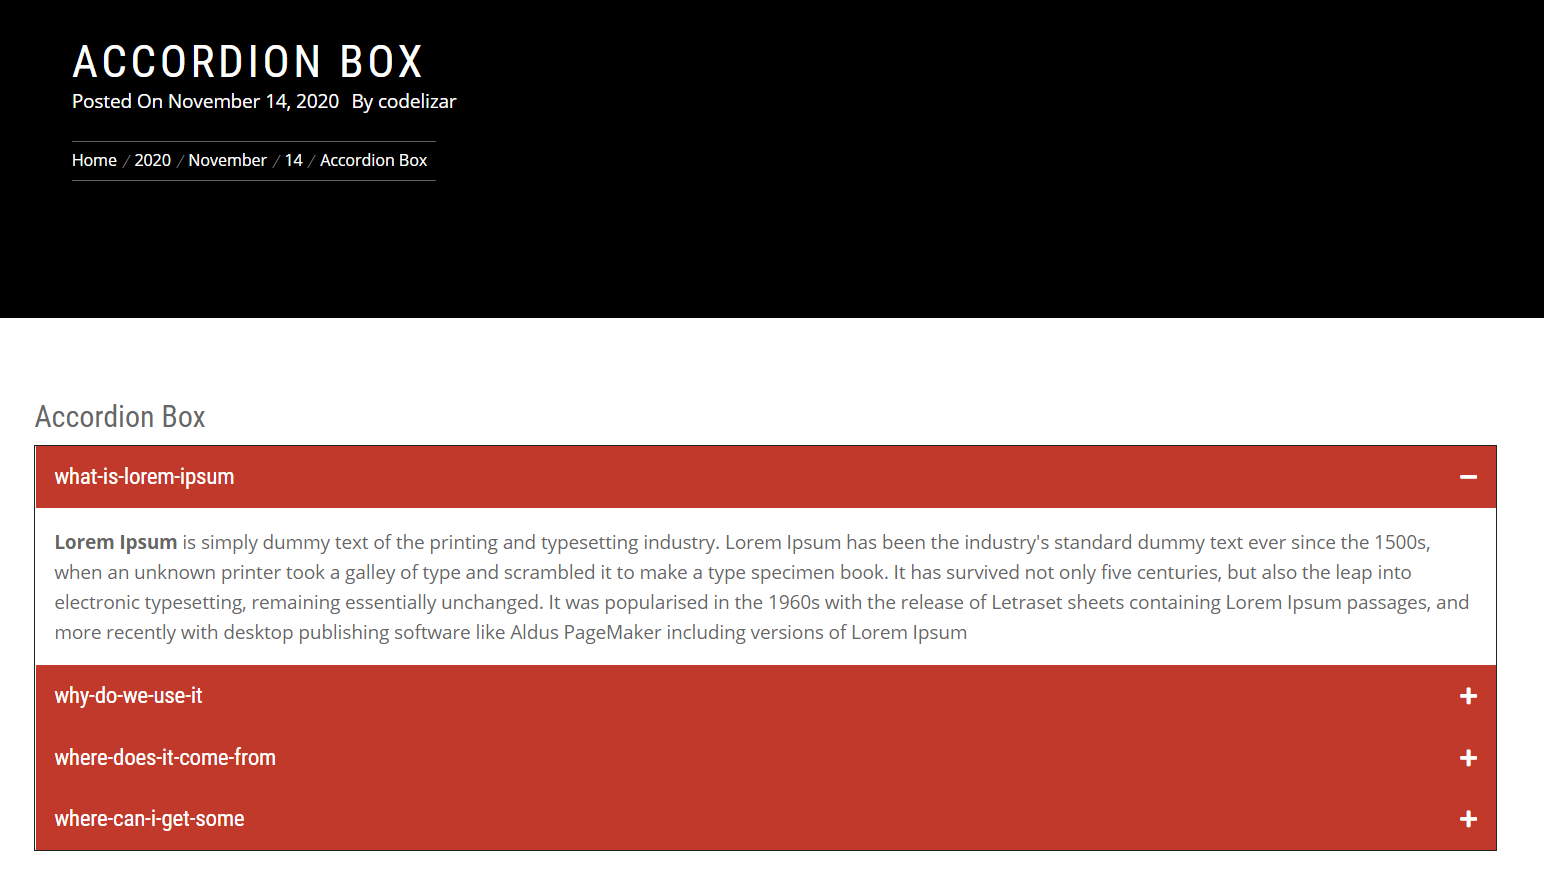 ACCORDION BOX
Posted On November 14, 2020 By codelizar
Home / 2020 / November / 14 / Accordion Box
Accordion Box
what-is-lorem-ipsum
Lorem Ipsum is simply dummy text of the printing and typesetting industry. Lorem Ipsum has been the industry's standard dummy text ever since the 1500s,
when an unknown printer took a galley of type and scrambled it to make a type specimen book. It has survived not only five centuries, but also the leap into
electronic typesetting, remaining essentially unchanged. It was popularised in the 1960s with the release of Letraset sheets containing Lorem Ipsum passages, and
more recently with desktop publishing software like Aldus PageMaker including versions of Lorem Ipsum
why-do-we-use-it
where-does-it-come-from
where-can-i-get-some